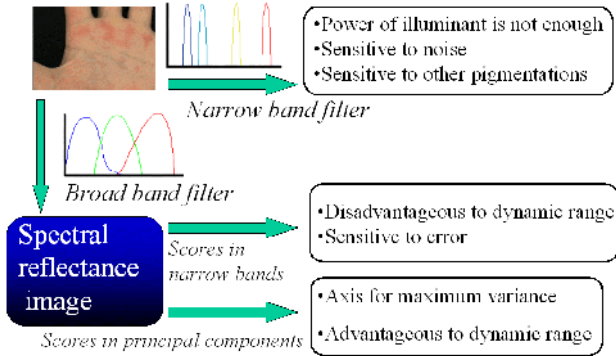 •Power of illuminant is not enough
•Sensitive to noise
•Sensitive to other pigmentations
Narrow band filter
Broad band filter
Spectral
reflectance
image
Scores in
narrow bands
•Disadvantageous to dynamic range
•Sensitive to error
Scores in principal components
•Axis for maximum variance
•Advantageous to dynamic range